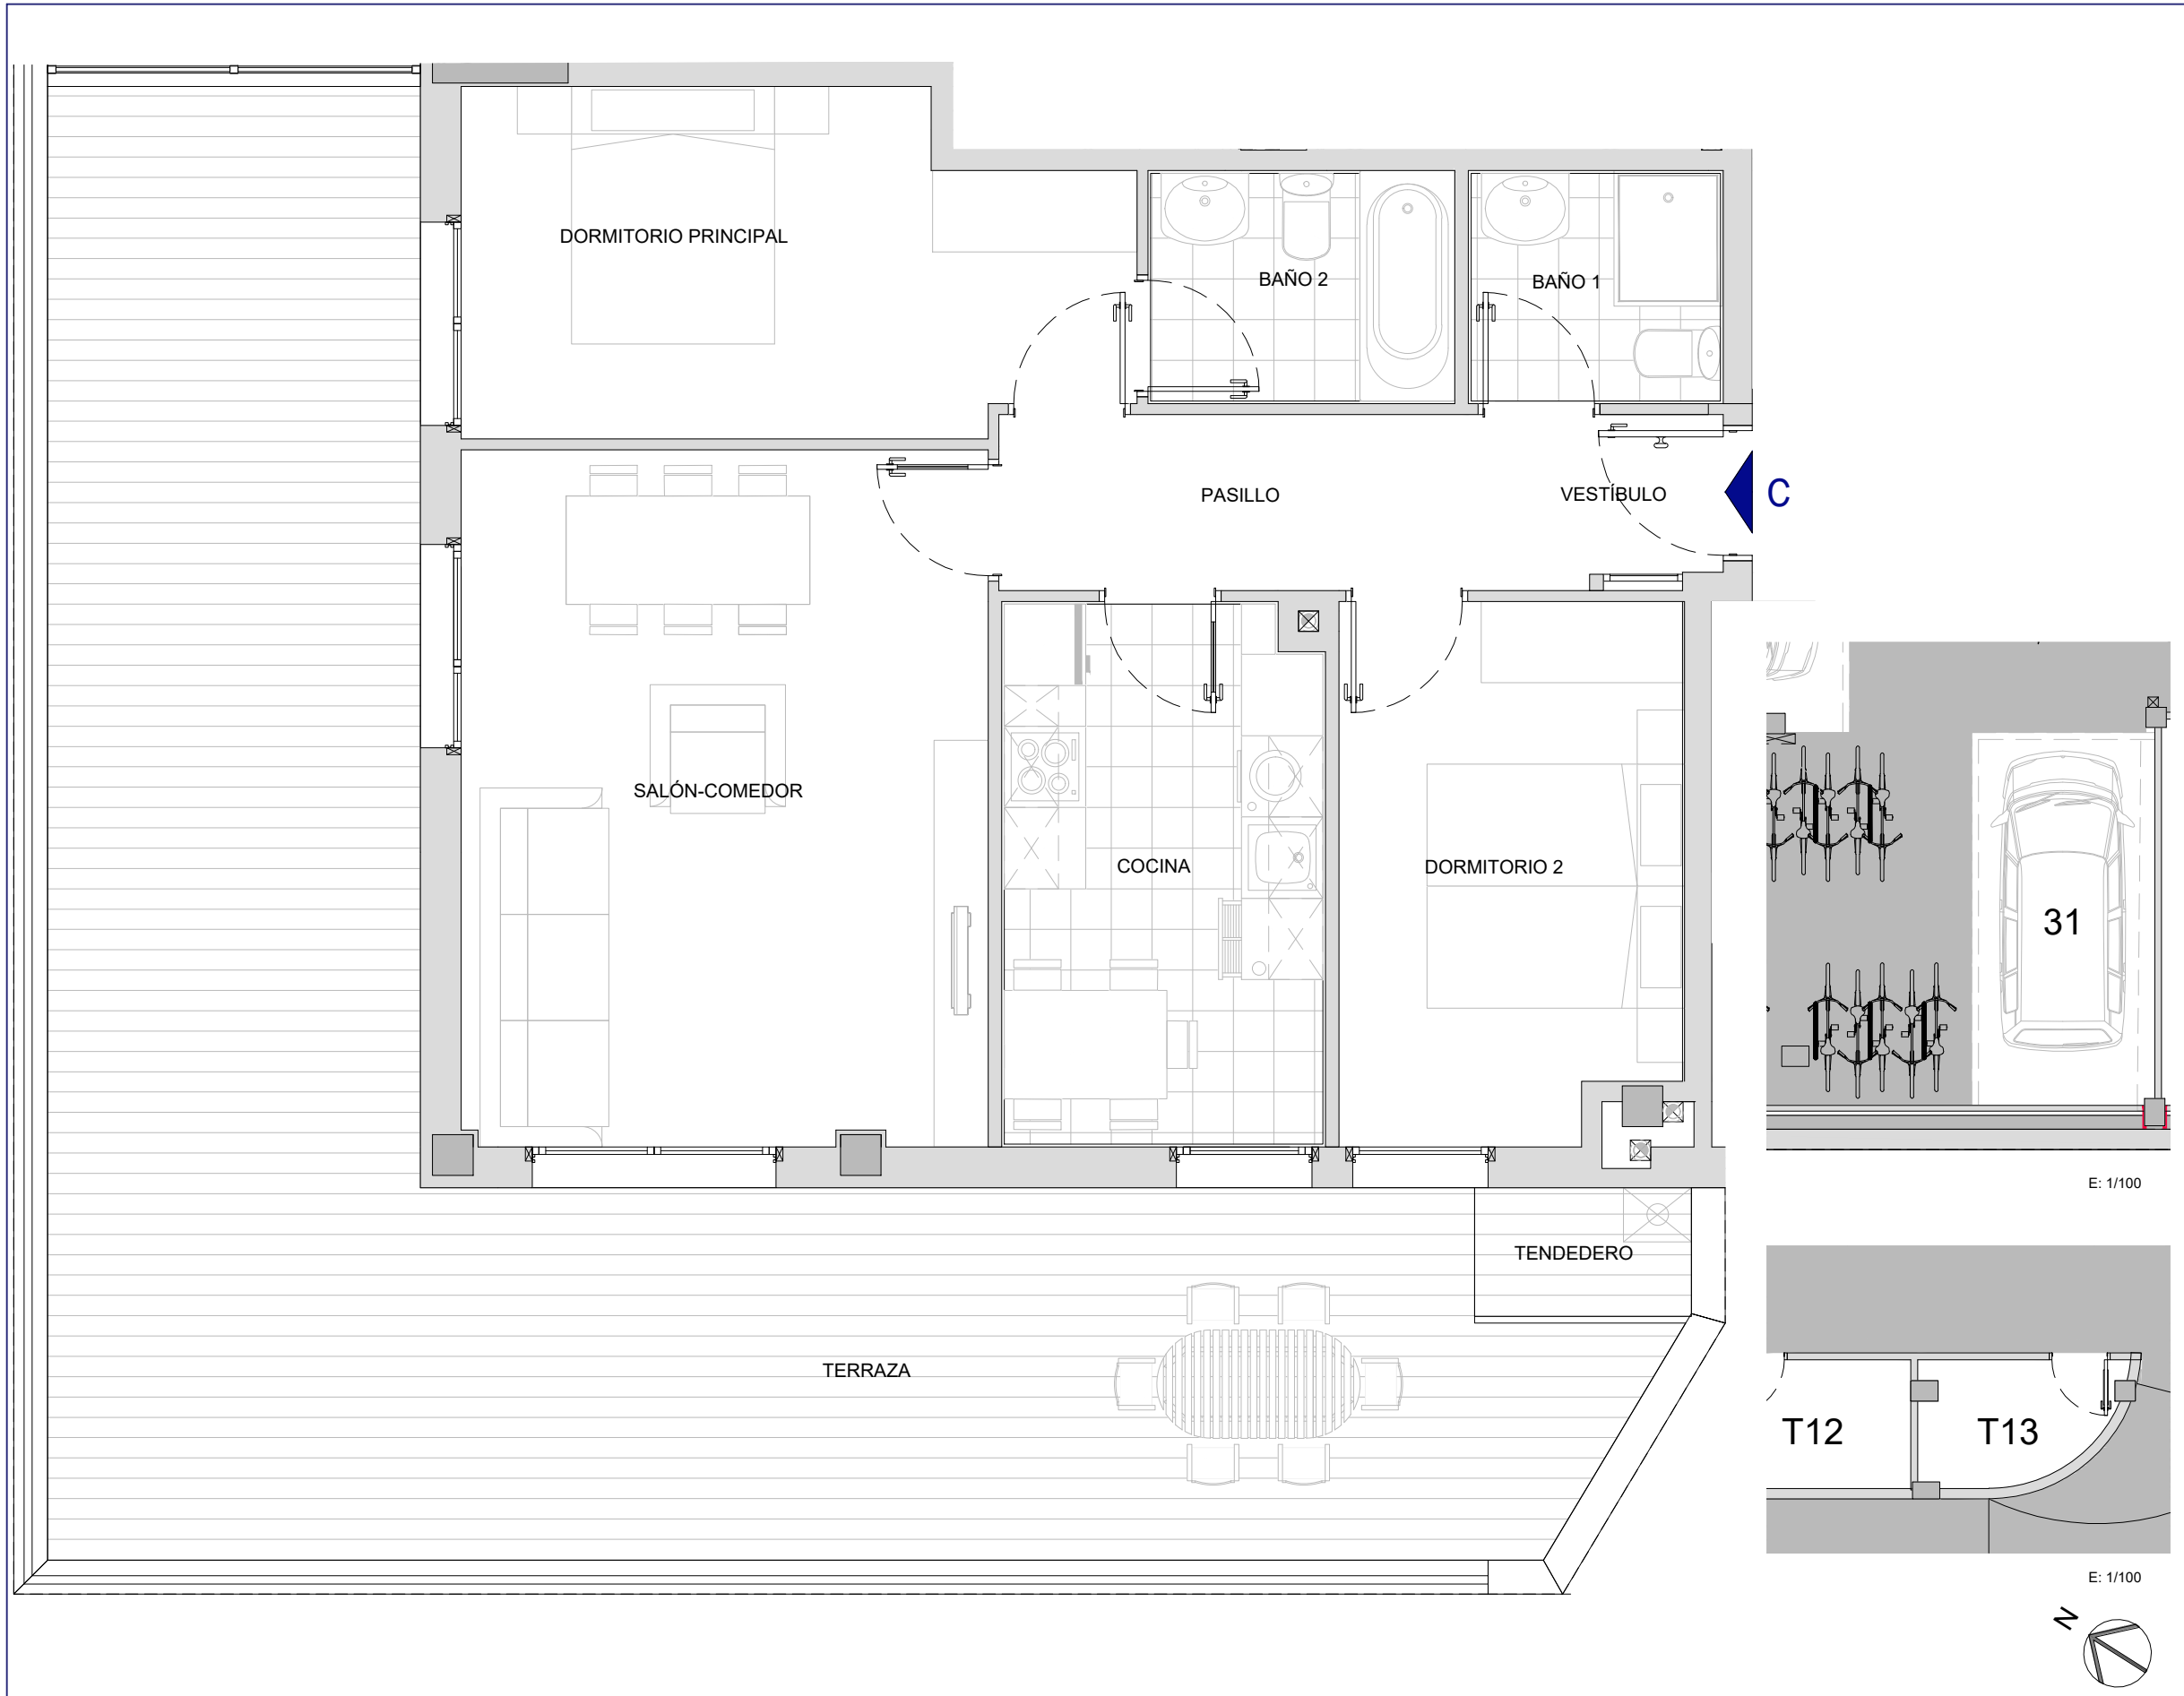 DORMITORIO PRINCIPAL
BAÑO 2
BAÑO 1
PASILLO
VESTÍBULO
C
SALÓN-COMEDOR
COCINA
DORMITORIO 2
31
E: 1/100
TENDEDERO
TERRAZA
T12
T13
E: 1/100
N